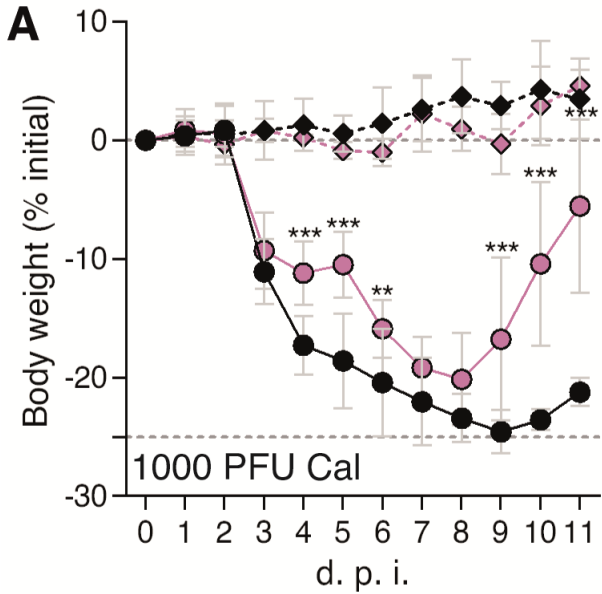 A
10
0
-10
-20
-30
Body weight (% initial)
***
***
***
***
**
***
1000 PFU Cal
0 1 2 3 4 5 6 7 8 9 10 11
d. p. i.